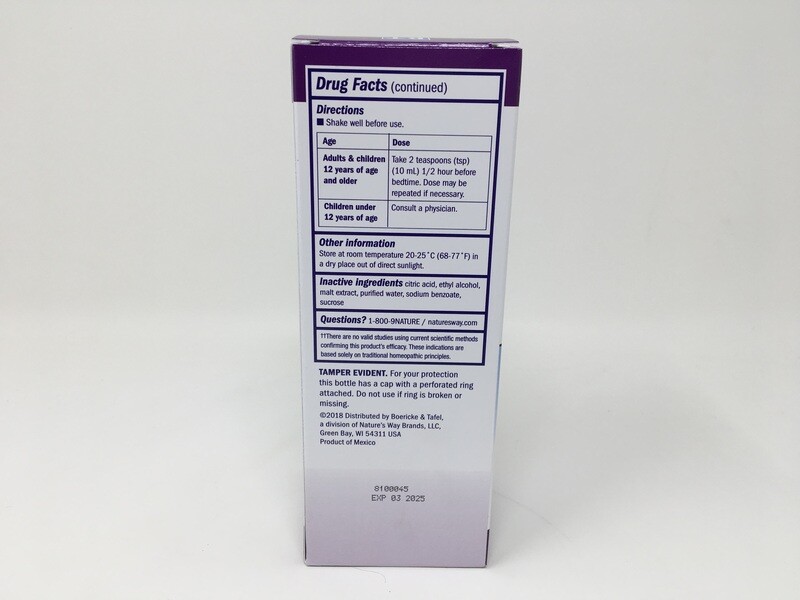 Drug Facts (continued)
Directions
■ Shake well before use.
Age Dose
Adults & children
12 years of age
and older
Take 2 teaspoons (tsp)
(10 mL) 1/2 hour before
bedtime. Dose may be
repeated if necessary.
Children under
12 years of age
Consult a physician.
Other information
Store at room temperature 20-25˚C (68-77˚F) in
a dry place out of direct sunlight.
Inactive ingredients citric acid, ethyl alcohol,
malt extract, purified water, sodium benzoate,
sucrose
Questions? 1-800-9NATURE / naturesway.com
††There are no valid studies using current scientific methods
confirming this product's efficacy. These indications are
based solely on traditional homeopathic principles.
TAMPER EVIDENT. For your protection
this bottle has a cap with a perforated ring
attached. Do not use if ring is broken or
missing.
©2018 Distributed by Boericke & Tafel,
a division of Nature's Way Brands, LLC,
Green Bay, WI 54311 USA
Product of Mexico
8100045
EXP 03 2025